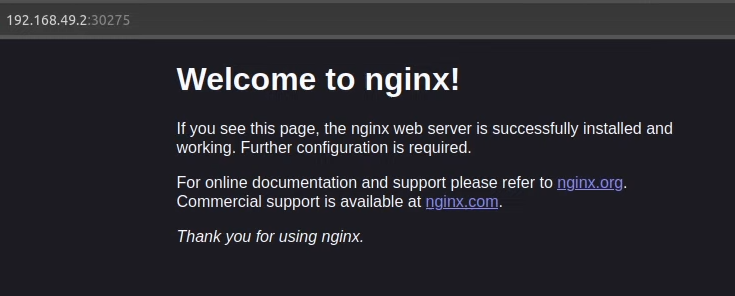 192.168.49.2:30275
Welcome to nginx!
If you see this page, the nginx web server is successfully installed and
working. Further configuration is required.
For online documentation and support please refer to nginx.org.
Commercial support is available at nginx.com.
Thank you for using nginx.